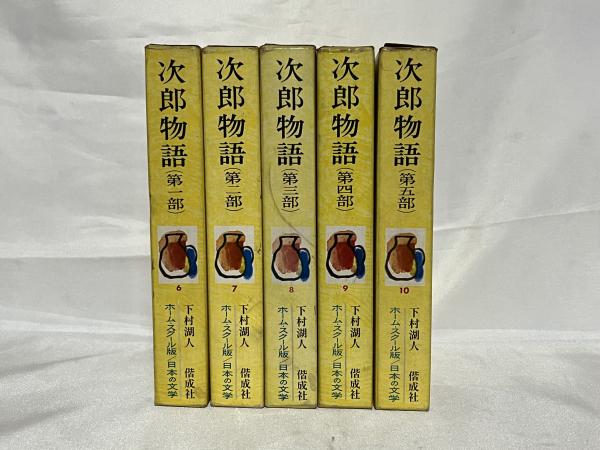 次郎物語(第一部)
6
下村湖人 偕成社
ホーム・スクール版/日本の文学
次郎物語(第二部)
7
下村湖人 偕成社
ホーム・スクール版/日本の文学
次郎物語(第三部)
8
下村湖人 偕成社
ホーム・スクール版/日本の文学
次郎物語(第四部)
9
下村湖人 偕成社
ホーム・スクール版/日本の文学
次郎物語(第五部)
10
下村湖人 偕成社
ホーム・スクール版/日本の文学